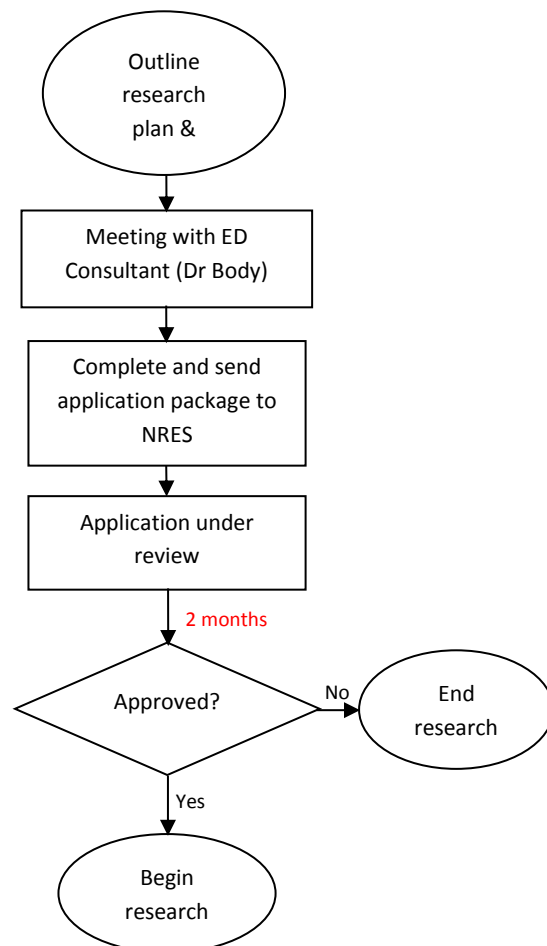 Outline
research
plan &
Meeting with ED
Consultant (Dr Body)
Complete and send
application package to
NRES
Application under
review
2 months
Approved?
No
End
research
Yes
Begin
research